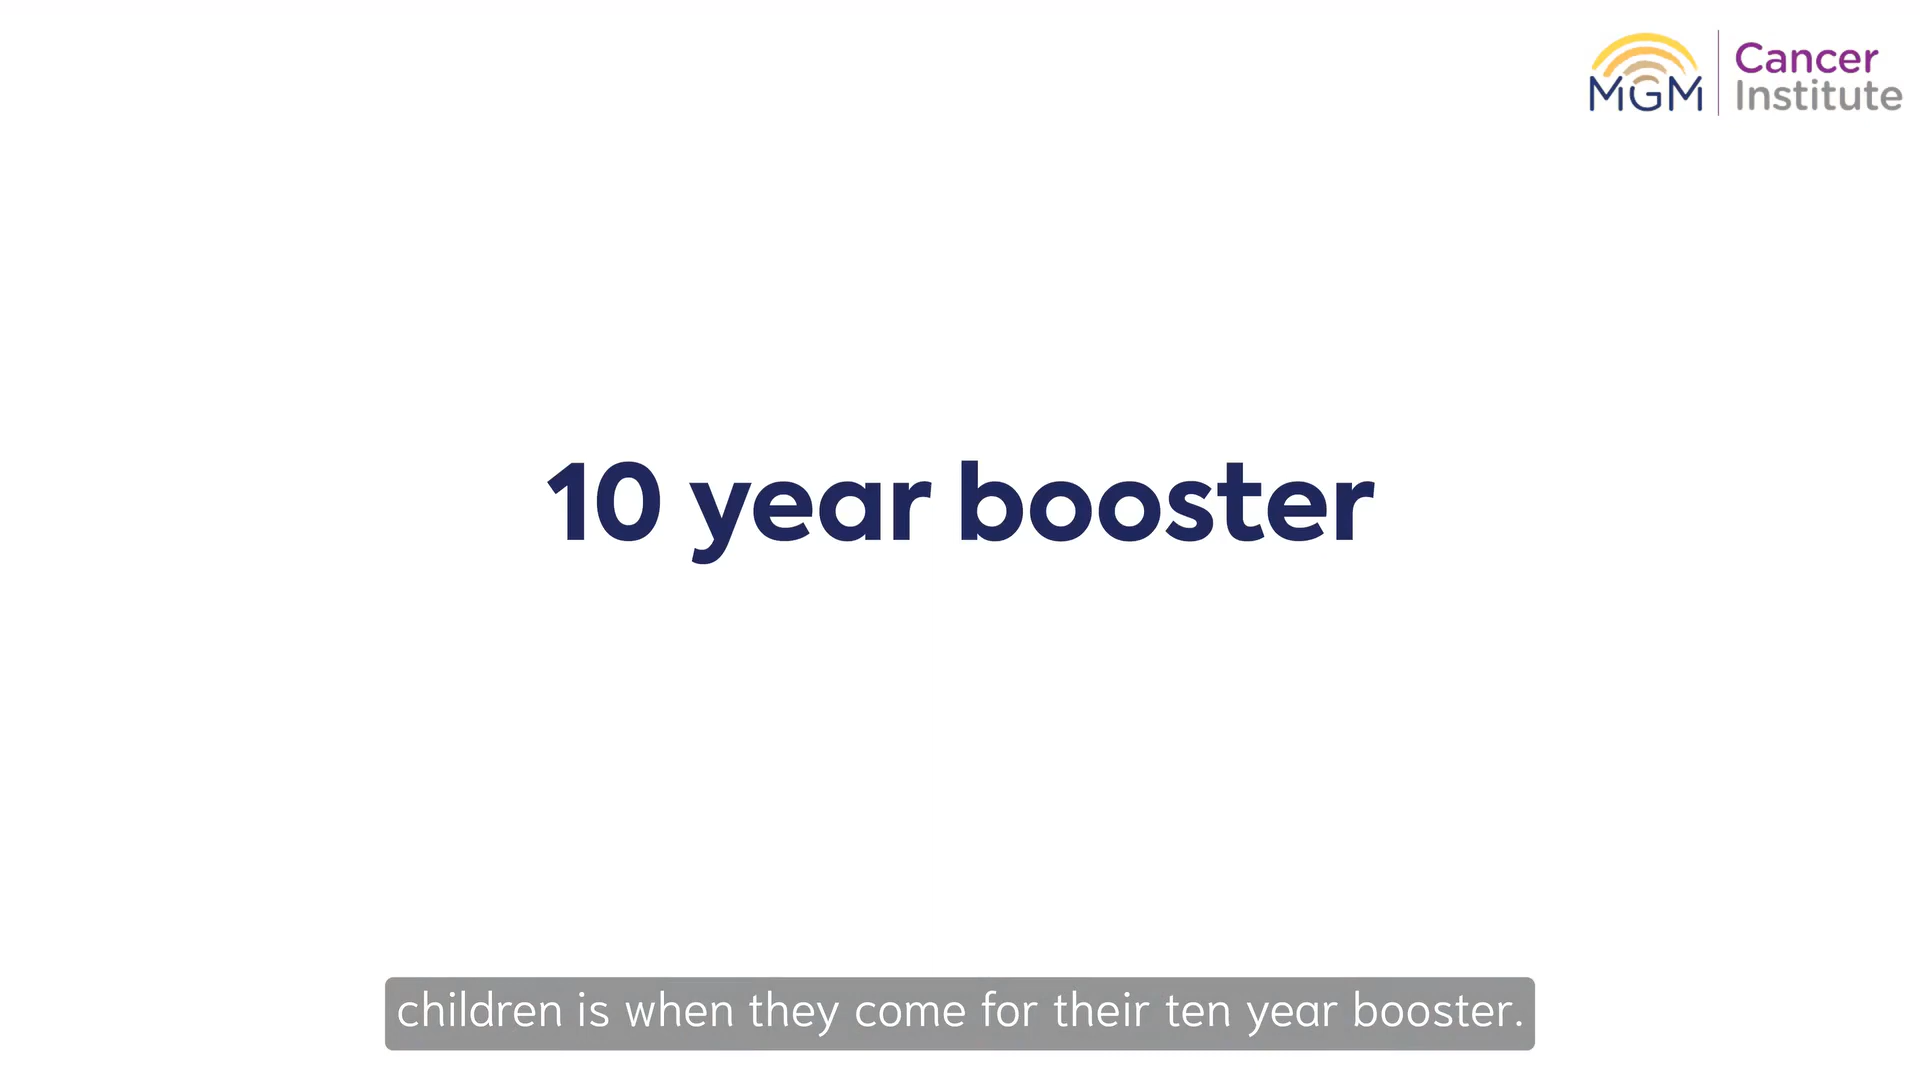 MGM
Cancer
Institute
10 year booster
children is when they come for their ten year booster.